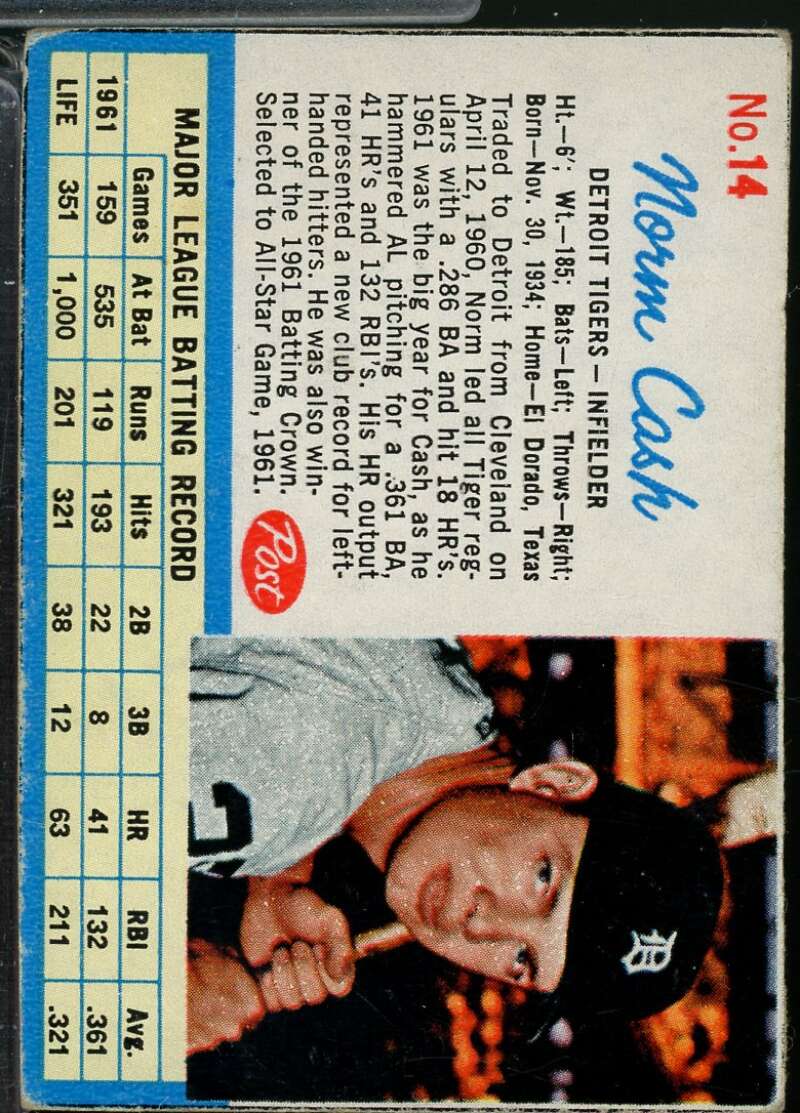 No.14
Norm Cash
DETROIT TIGERS — INFIELDER
Ht.—6'; Wt.—185; Bats—Left; Throws—Right;
Born—Nov. 30, 1934; Home—El Dorado, Texas
Traded to Detroit from Cleveland on
April 12, 1960, Norm led all Tiger reg-
ulars with a .286 BA and hit 18 HR's.
1961 was the big year for Cash, as he
hammered AL pitching for a .361 BA,
41 HR's and 132 RBI's. His HR output
represented a new club record for left-
handed hitters. He was also win-
ner of the 1961 Batting Crown.
Selected to All-Star Game, 1961.
Post
D
MAJOR LEAGUE BATTING RECORD
Games At Bat Runs Hits 2B 3B HR RBI Avg.
1961 159 535 119 193 22 8 41 132 .361
LIFE 351 1,000 201 321 38 12 63 211 .321